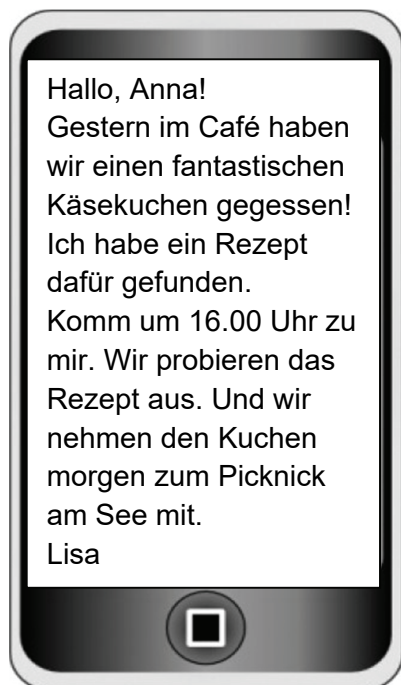 Hallo, Anna!
Gestern im Café haben
wir einen fantastischen
Käsekuchen gegessen!
Ich habe ein Rezept
dafür gefunden.
Komm um 16.00 Uhr zu
mir. Wir probieren das
Rezept aus. Und wir
nehmen den Kuchen
morgen zum Picknick
am See mit.
Lisa